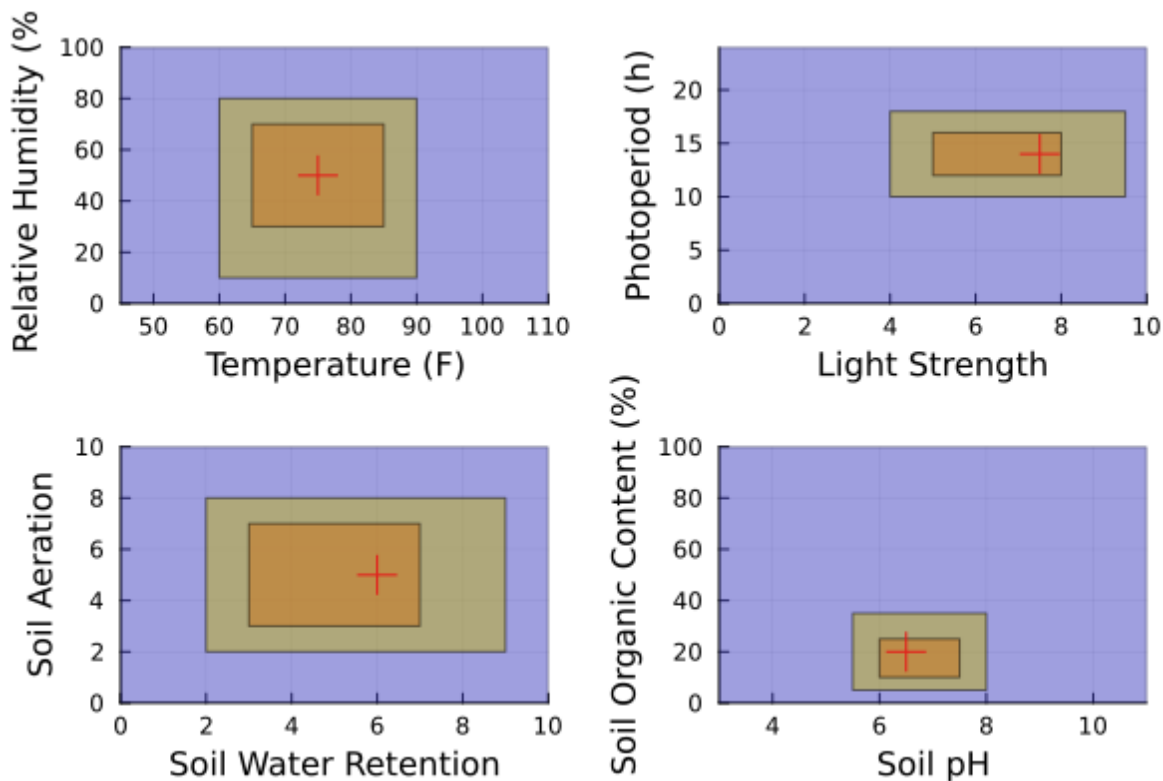 Relative Humidity (%
100
80
60
40
20
0
50 60 70 80 90 100 110
Temperature (F)
Photoperiod (h)
20
15
10
5
0
0 2 4 6 8 10
Light Strength
Soil Aeration
10
8
6
4
2
0
0 2 4 6 8 10
Soil Water Retention
Soil Organic Content (%)
100
80
60
40
20
0
4 6 8 10
Soil pH